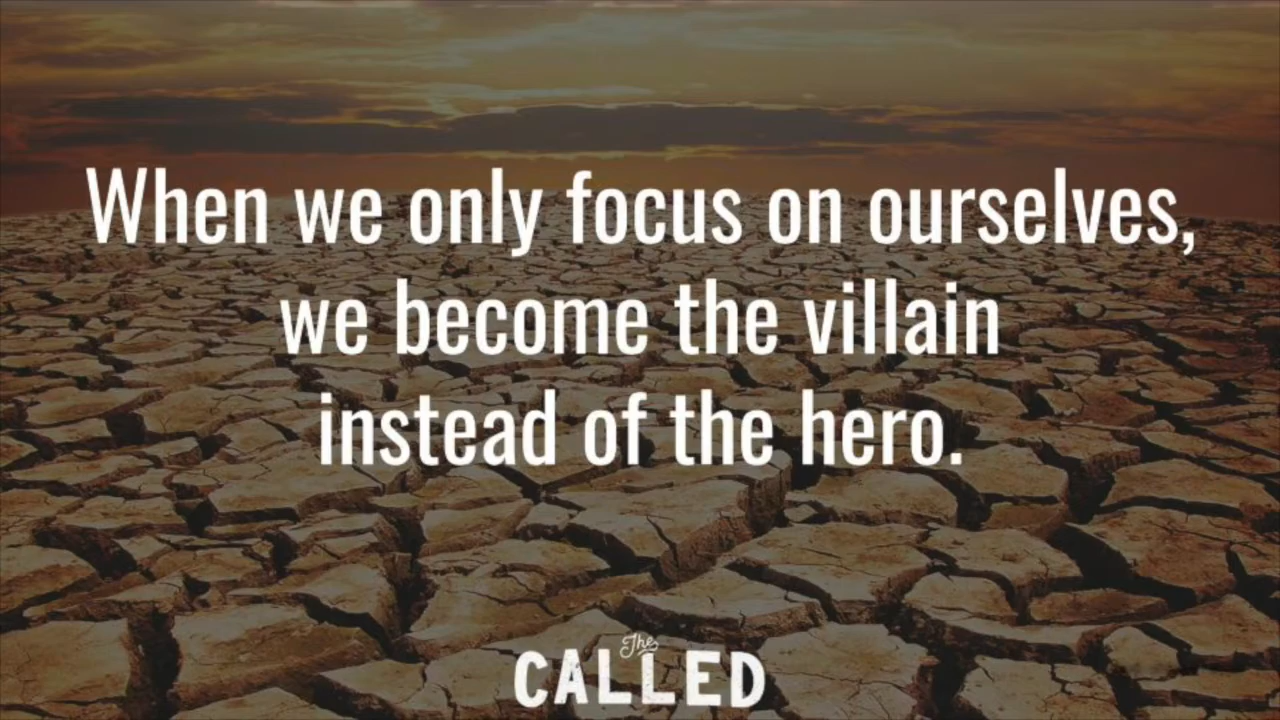 When we only focus on ourselves,
we become the villain
instead of the hero.
The
CALLED